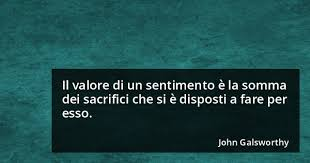 Il valore di un sentimento è la somma
dei sacrifici che si è disposti a fare per
esso.
John Galsworthy